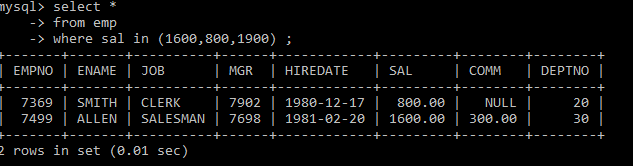 mysql> select *
    -> from emp
    -> where sal in (1600,800,1900) ;
+-------+-------+----------+------+------------+---------+--------+--------+
| EMPNO | ENAME | JOB      | MGR  | HIREDATE   | SAL     | COMM   | DEPTNO |
+-------+-------+----------+------+------------+---------+--------+--------+
|  7369 | SMITH | CLERK    | 7902 | 1980-12-17 |  800.00 |   NULL |     20 |
|  7499 | ALLEN | SALESMAN | 7698 | 1981-02-20 | 1600.00 | 300.00 |     30 |
+-------+-------+----------+------+------------+---------+--------+--------+
2 rows in set (0.01 sec)